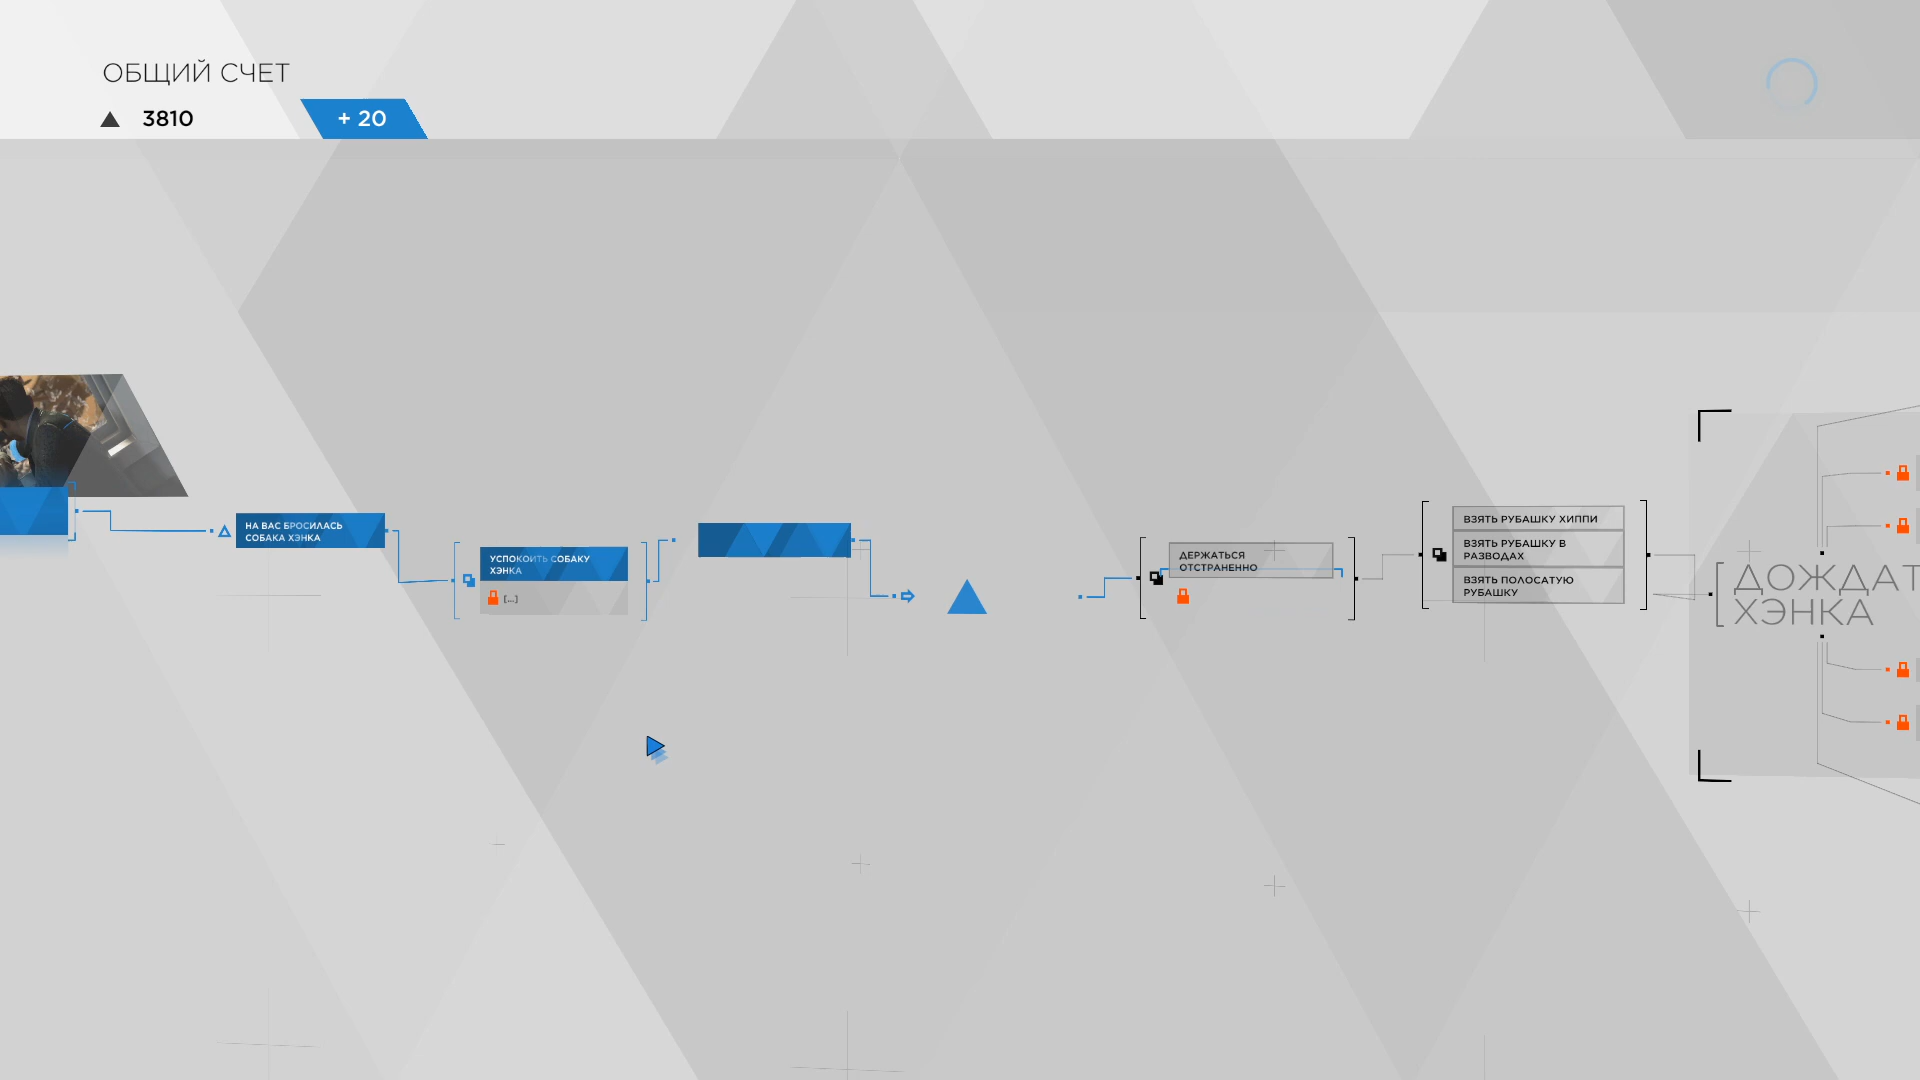 ОБЩИЙ СЧЕТ
3810
+ 20
НА ВАС БРОСИЛАСЬ
СОБАКА ХЭНКА
УСПОКОИТЬ СОБАКУ
ХЭНКА
[...]
ДЕРЖАТЬСЯ
ОТСТРАНЕННО
ВЗЯТЬ РУБАШКУ ХИППИ
ВЗЯТЬ РУБАШКУ В
РАЗВОДАХ
ВЗЯТЬ ПОЛОСАТУЮ
РУБАШКУ
ДОЖДАТ
ХЭНКА